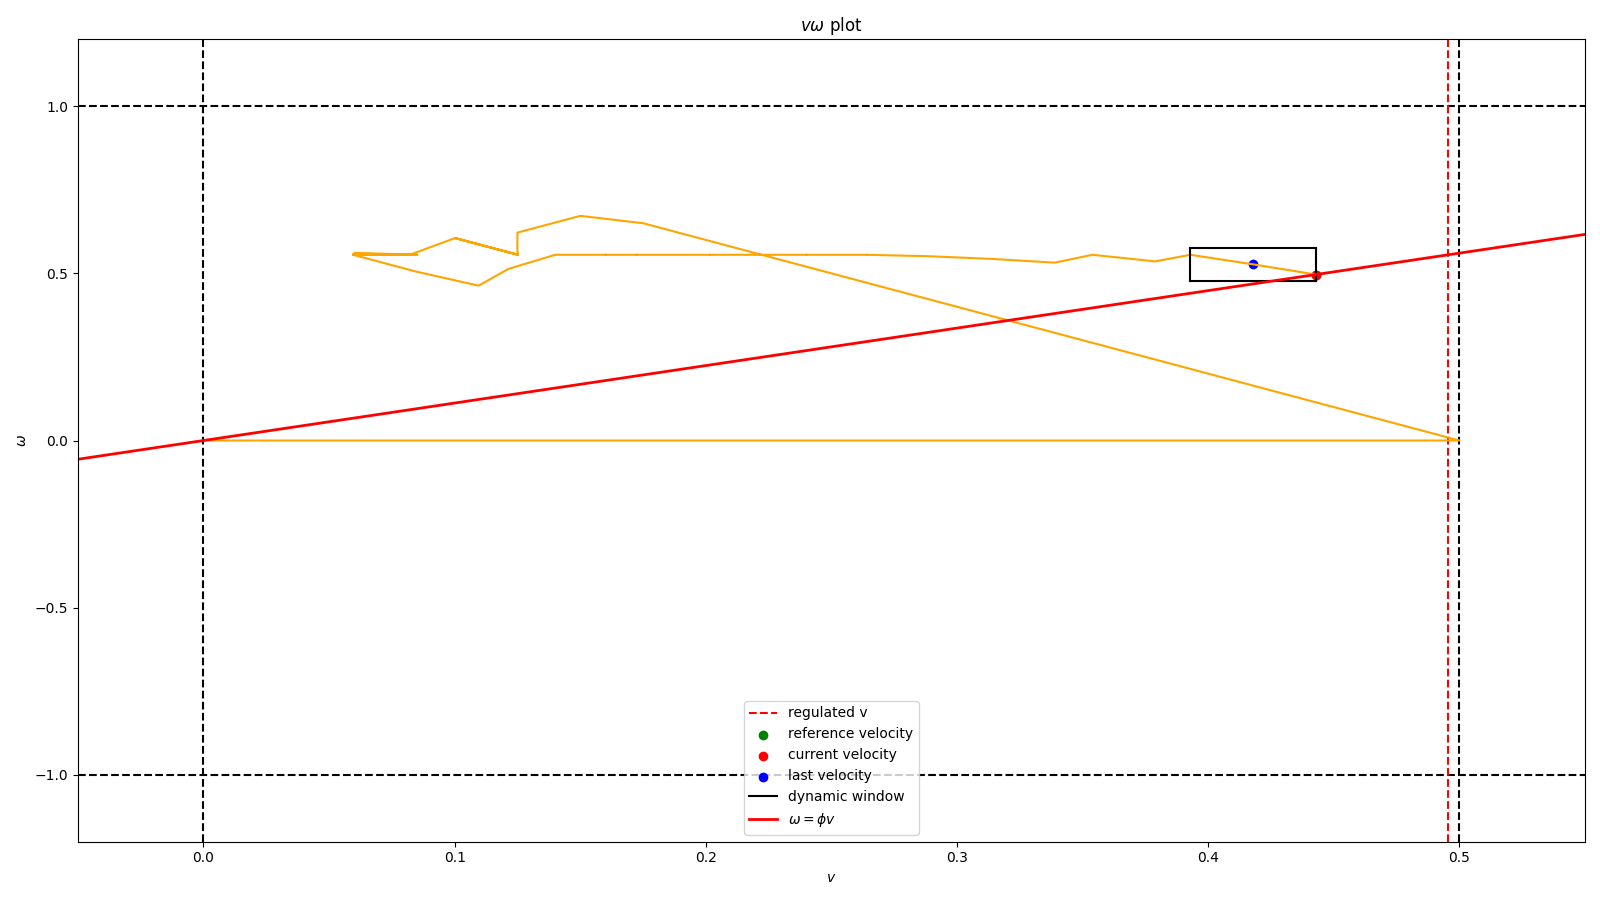 vω plot
1.0
0.5
0.0
−0.5
−1.0
ω
regulated v
reference velocity
current velocity
last velocity
dynamic window
ω = ϕv
0.0 0.1 0.2 0.3 0.4 0.5
v